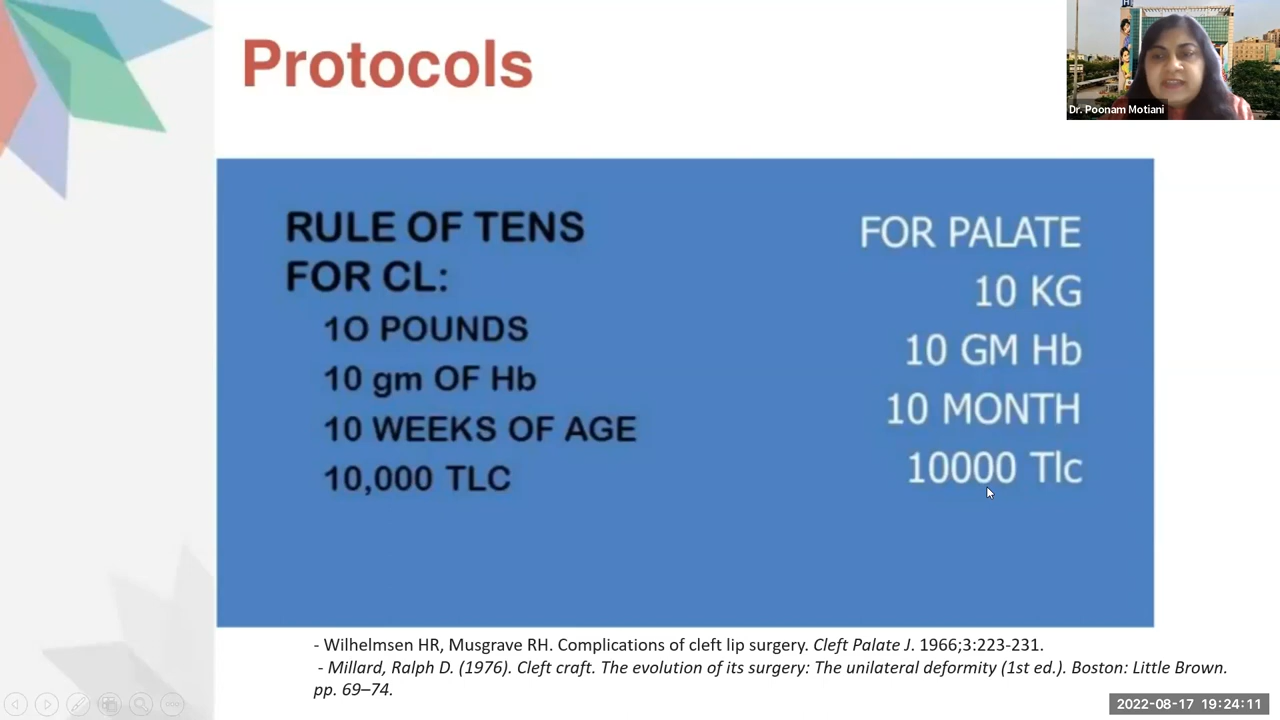 Protocols
Dr. Poonam Motiani
RULE OF TENS
FOR CL:
1O POUNDS
10 gm OF Hb
10 WEEKS OF AGE
10,000 TLC
FOR PALATE
10 KG
10 GM Hb
10 MONTH
10000 Tlc
- Wilhelmsen HR, Musgrave RH. Complications of cleft lip surgery. Cleft Palate J. 1966;3:223-231.
- Millard, Ralph D. (1976). Cleft craft. The evolution of its surgery: The unilateral deformity (1st ed.). Boston: Little Brown.
pp. 69–74.
2022-08-17 19:24:11